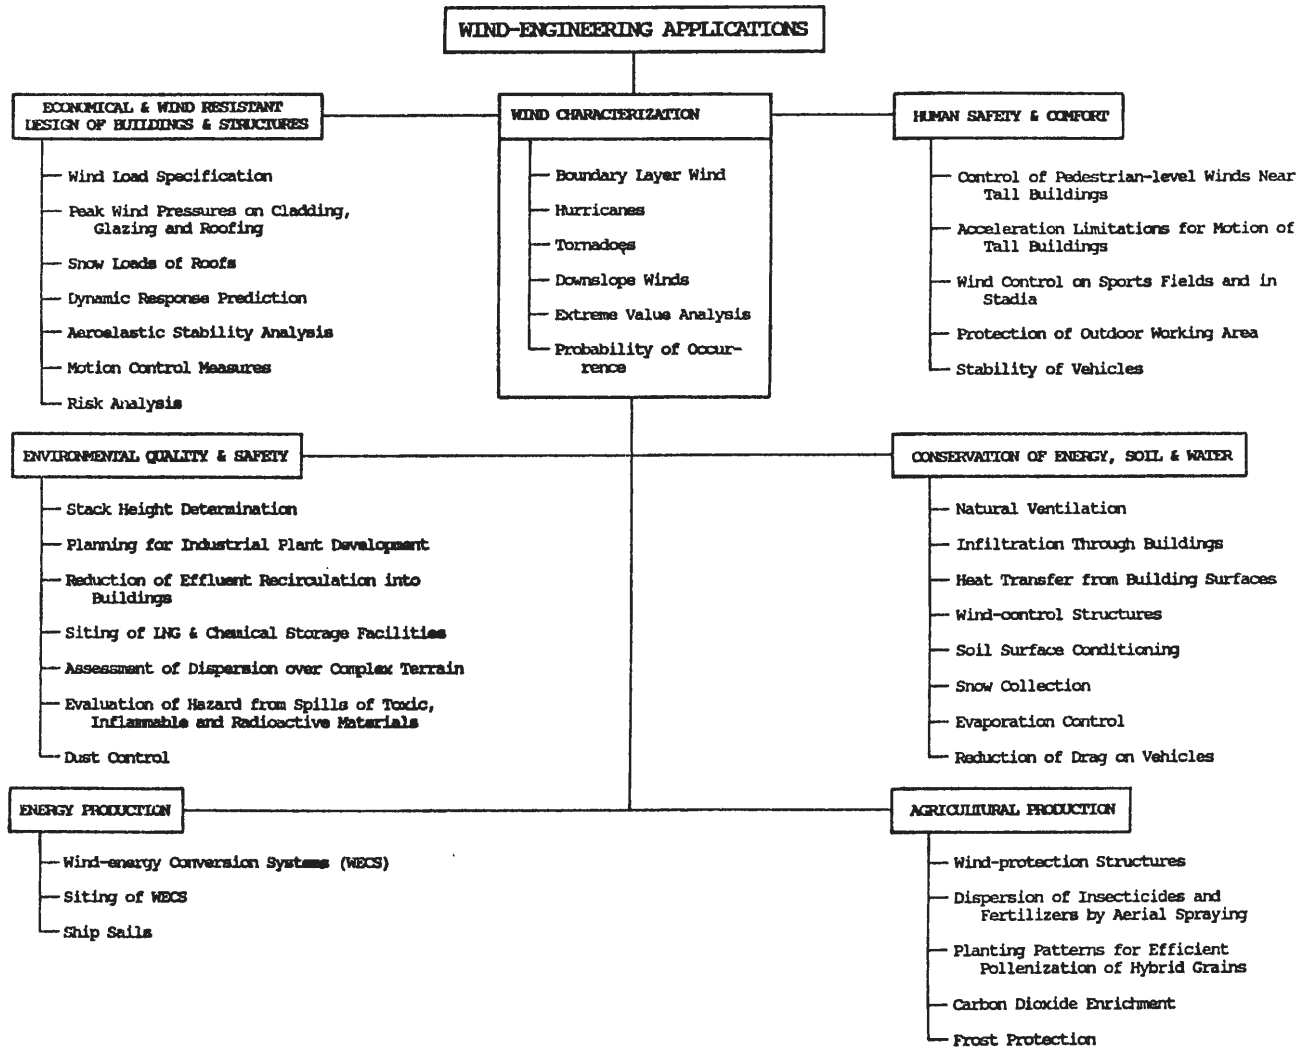 WIND-ENGINEERING APPLICATIONS
ECONOMICAL & WIND RESISTANT
DESIGN OF BUILDINGS & STRUCTURES
Wind Load Specification
Peak Wind Pressures on Cladding,
Glazing and Roofing
Snow Loads of Roofs
Dynamic Response Prediction
Aeroelastic Stability Analysis
Motion Control Measures
Risk Analysis
WIND CHARACTERIZATION
Boundary Layer Wind
Hurricanes
Tornadoes
Downslope Winds
Extreme Value Analysis
Probability of Occur-
rence
HUMAN SAFETY & COMFORT
Control of Pedestrian-level Winds Near
Tall Buildings
Acceleration Limitations for Motion of
Tall Buildings
Wind Control on Sports Fields and in
Stadia
Protection of Outdoor Working Area
Stability of Vehicles
ENVIRONMENTAL QUALITY & SAFETY
Stack Height Determination
Planning for Industrial Plant Development
Reduction of Effluent Recirculation into
Buildings
Siting of LNG & Chemical Storage Facilities
Assessment of Dispersion over Complex Terrain
Evaluation of Hazard from Spills of Toxic,
Inflammable and Radioactive Materials
Dust Control
CONSERVATION OF ENERGY, SOIL & WATER
Natural Ventilation
Infiltration Through Buildings
Heat Transfer from Building Surfaces
Wind-control Structures
Soil Surface Conditioning
Snow Collection
Evaporation Control
Reduction of Drag on Vehicles
ENERGY PRODUCTION
Wind-energy Conversion Systems (WECS)
Siting of WECS
Ship Sails
AGRICULTURAL PRODUCTION
Wind-protection Structures
Dispersion of Insecticides and
Fertilizers by Aerial Spraying
Planting Patterns for Efficient
Pollenization of Hybrid Grains
Carbon Dioxide Enrichment
Frost Protection